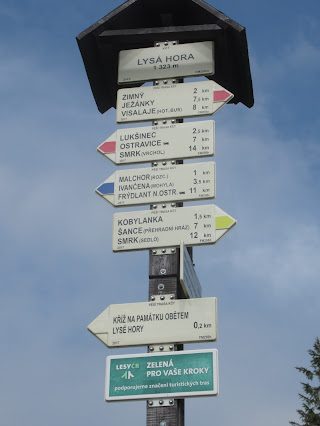 LYSÁ HORA
1.323 m
ZIMNÝ 2 km
JEŽÁNKY 7,5 km
VISALAJE (HOT.,BUS) 8 km
LUKŠINEC 2,5 km
OSTRAVICE 7 km
SMRK (VRCHOL) 14 km
MALCHOR (ROZC.) 1 km
IVANČENA (MOHYLA) 3,5 km
FRÝDLANT N.OSTR. 11 km
KOBYLANKA 1,5 km
ŠANCE (PŘEHRADNÍ HRÁZ) 7 km
SMRK (SEDLO) 12 km
KŘÍŽ NA PAMÁTKU OBĚTEM
LYSÉ HORY 0,2 km
LESY ČR
ZELENÁ
PRO VAŠE KROKY
podporujeme značení turistických tras